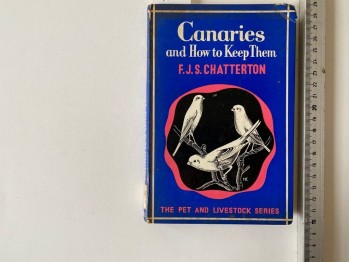 Canaries
and How to Keep Them
F.J.S. CHATTERTON
THE PET AND LIVESTOCK SERIES